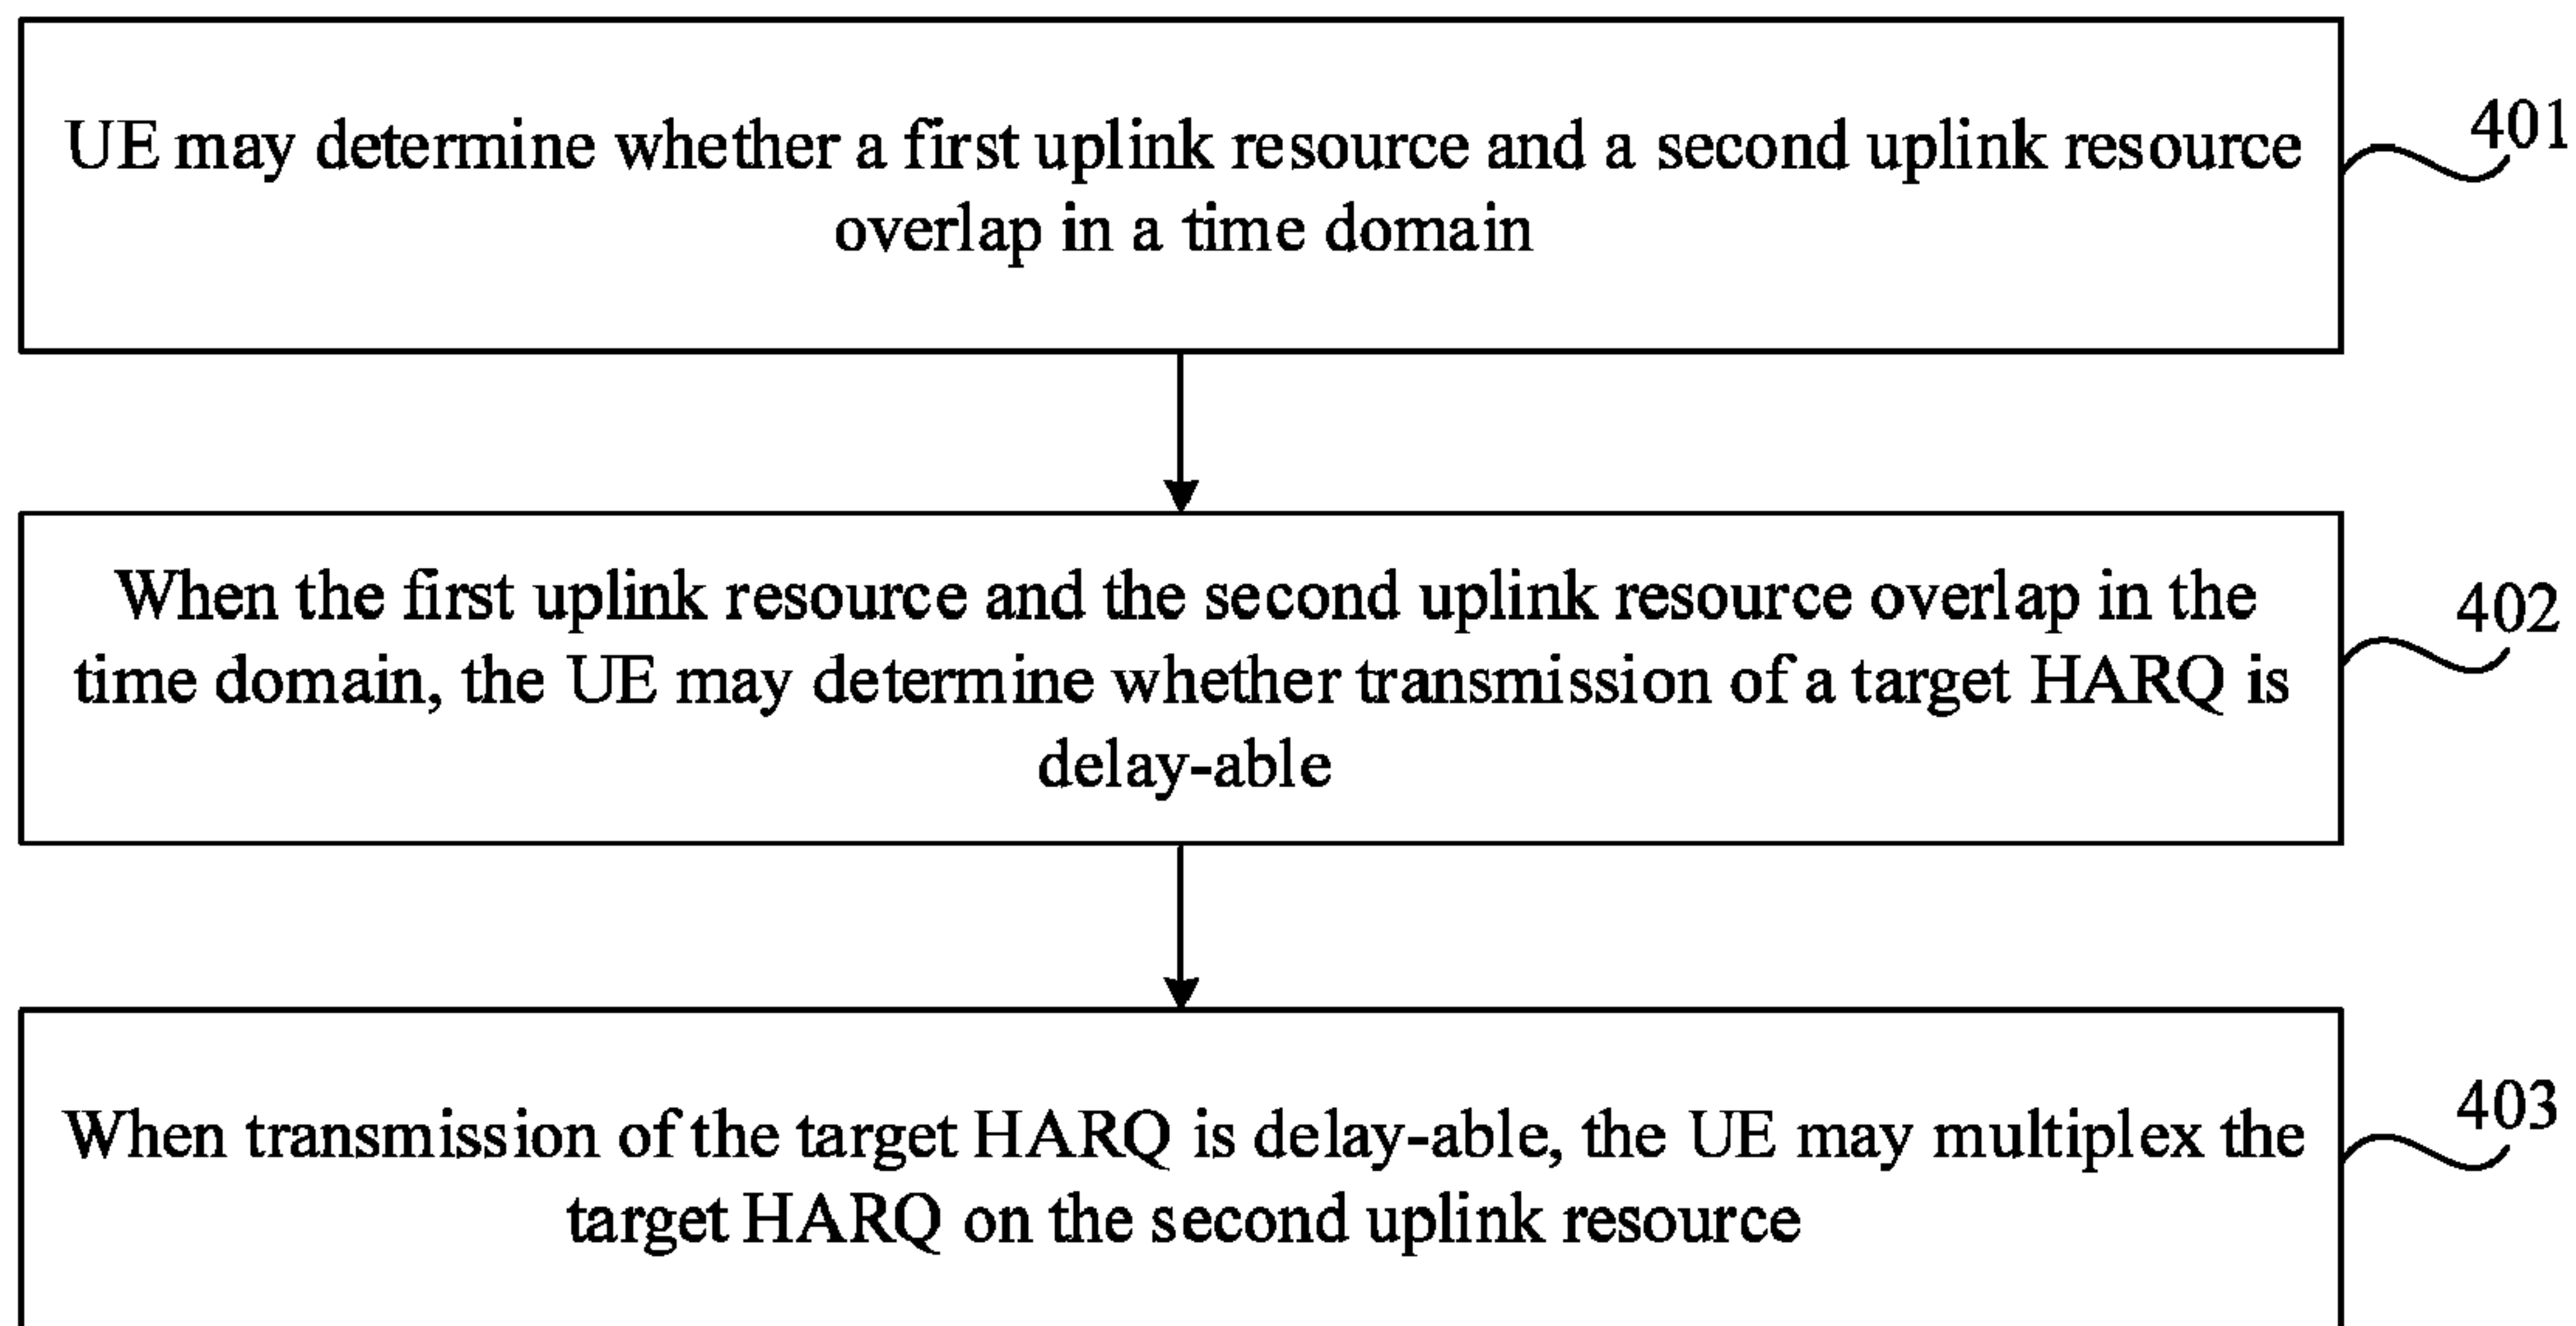 UE may determine whether a first uplink resource and a second uplink resource
overlap in a time domain
401
When the first uplink resource and the second uplink resource overlap in the
time domain, the UE may determine whether transmission of a target HARQ is
delay-able
402
When transmission of the target HARQ is delay-able, the UE may multiplex the
target HARQ on the second uplink resource
403